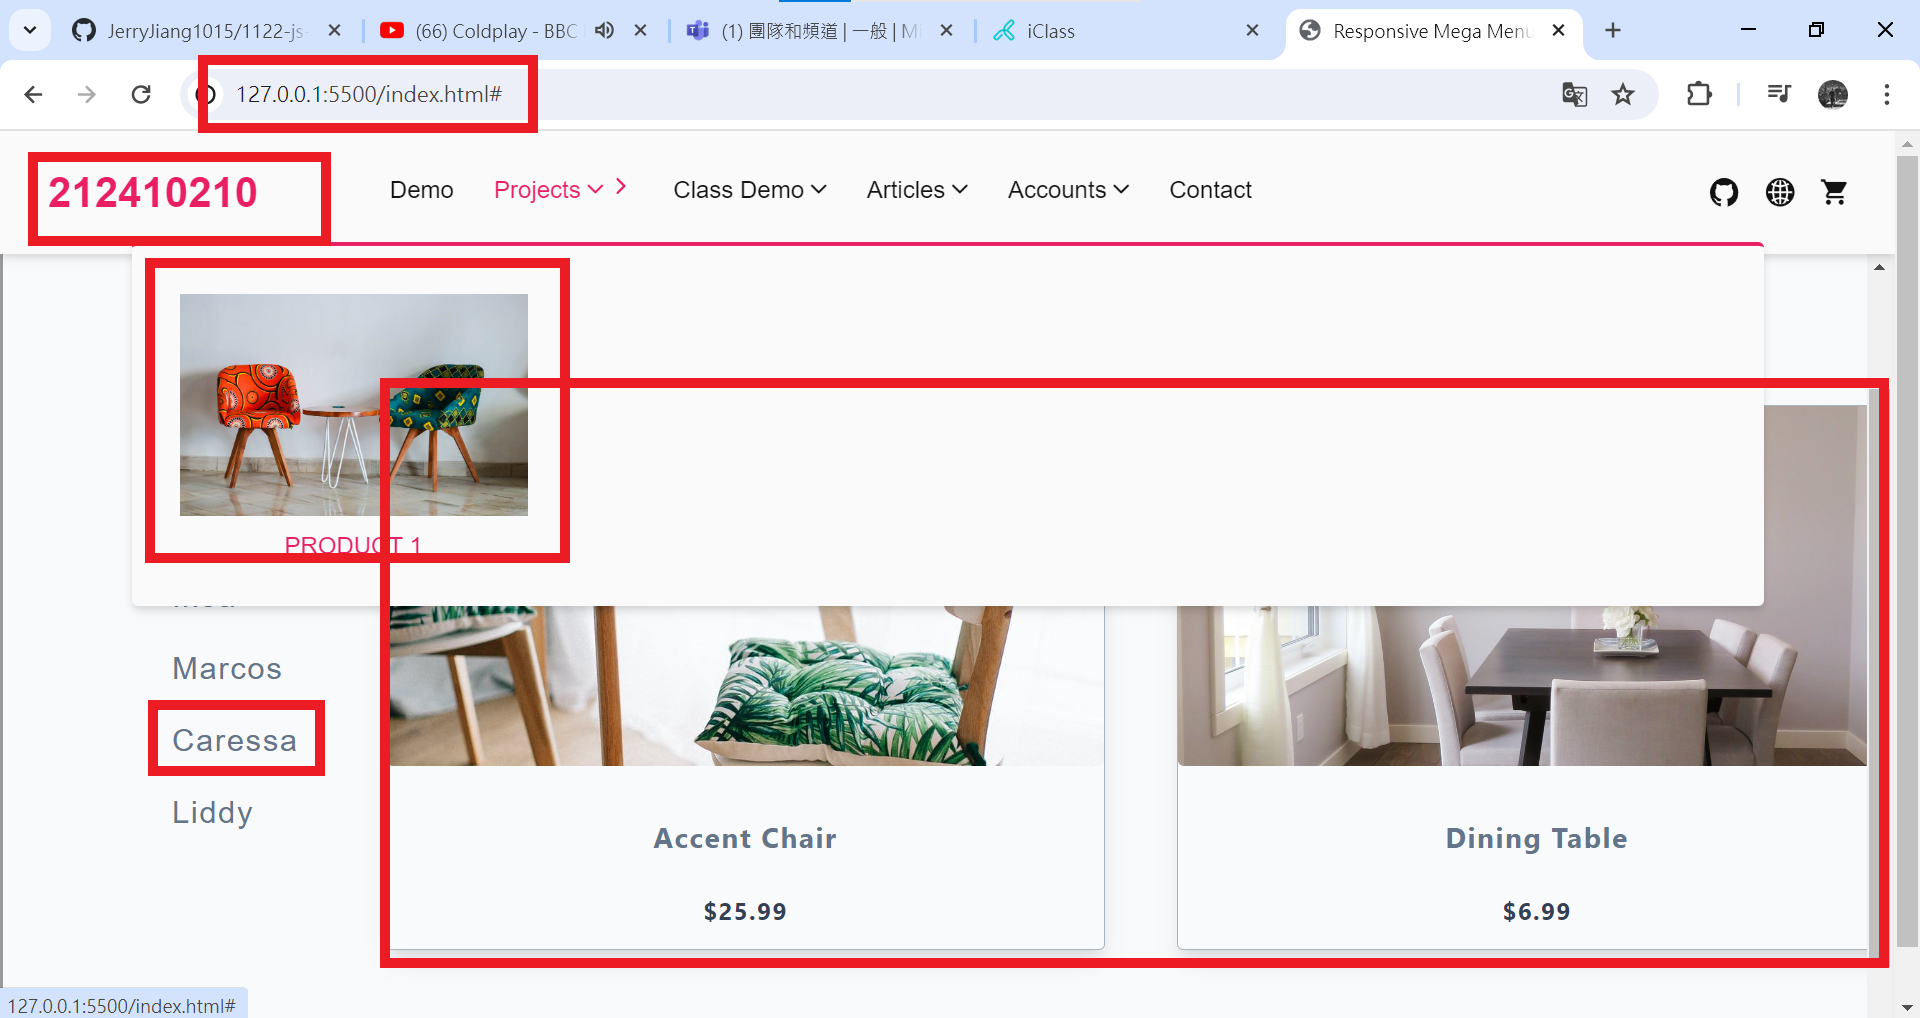 JerryJiang1015/1122-js-
(66) Coldplay - BBC
(1) 團隊和頻道 | 一般 | Mi
iClass
Responsive Mega Menu
127.0.0.1:5500/index.html#
212410210
Demo
Projects
Class Demo
Articles
Accounts
Contact
PRODUCT 1
Marcos
Caressa
Liddy
Accent Chair
$25.99
Dining Table
$6.99
127.0.0.1:5500/index.html#